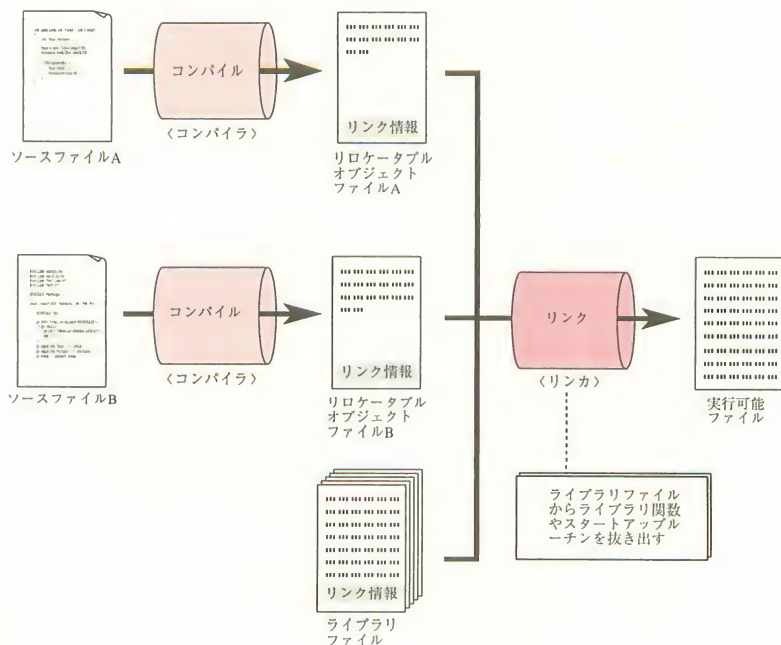 コンパイル
リンク情報
〈コンパイラ〉
ソースファイルA
リロケータブル
オブジェクト
ファイルA
コンパイル
リンク情報
〈コンパイラ〉
ソースファイルB
リロケータブル
オブジェクト
ファイルB
リンク
〈リンカ〉
実行可能
ファイル
ライブラリファイル
からライブラリ関数
やスタートアップル
ーチンを抜き出す
リンク情報
ライブラリ
ファイル